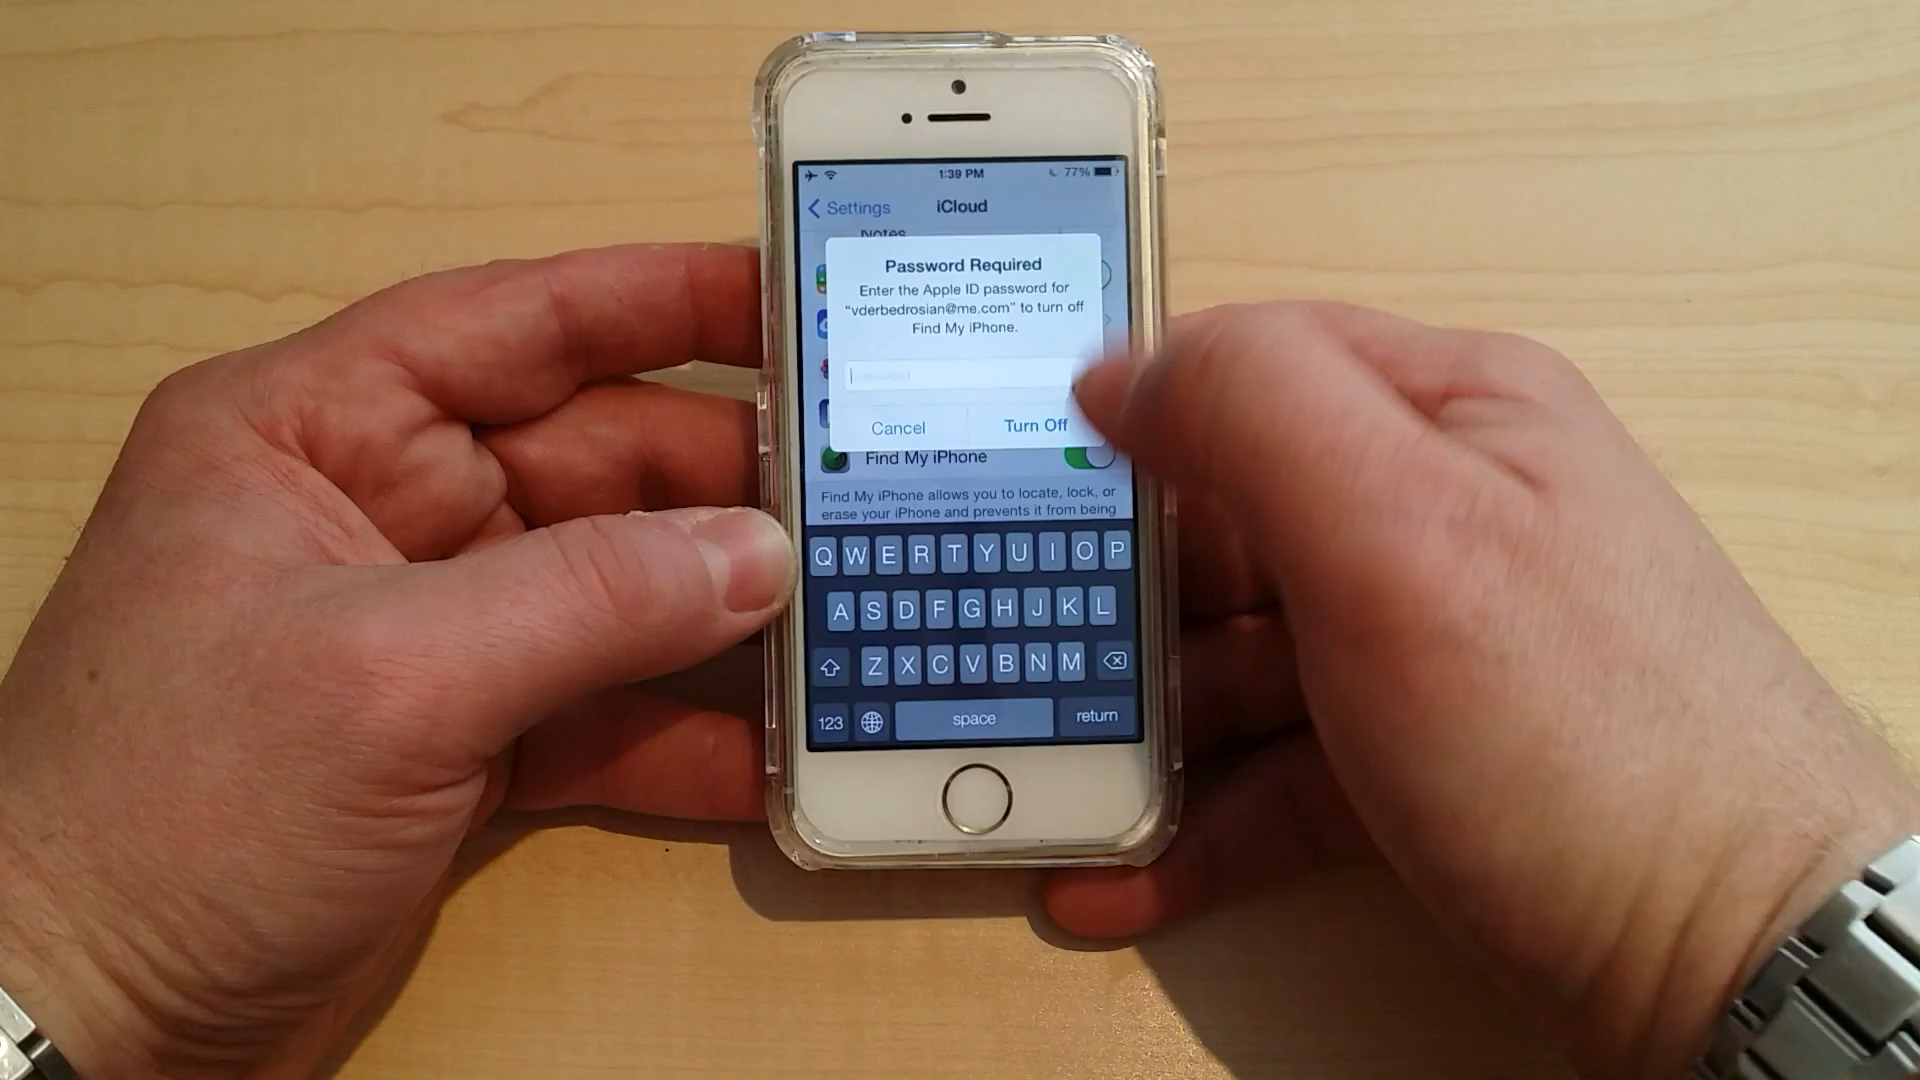 1:39 PM
77%
Settings
iCloud
Notes
Password Required
Enter the Apple ID password for
“vderbedrosian@me.com” to turn off
Find My iPhone.
Cancel
Turn Off
Find My iPhone
Find My iPhone allows you to locate, lock, or
erase your iPhone and prevents it from being
Q W E R T Y U I O P
A S D F G H J K L
Z X C V B N M
123
space
return